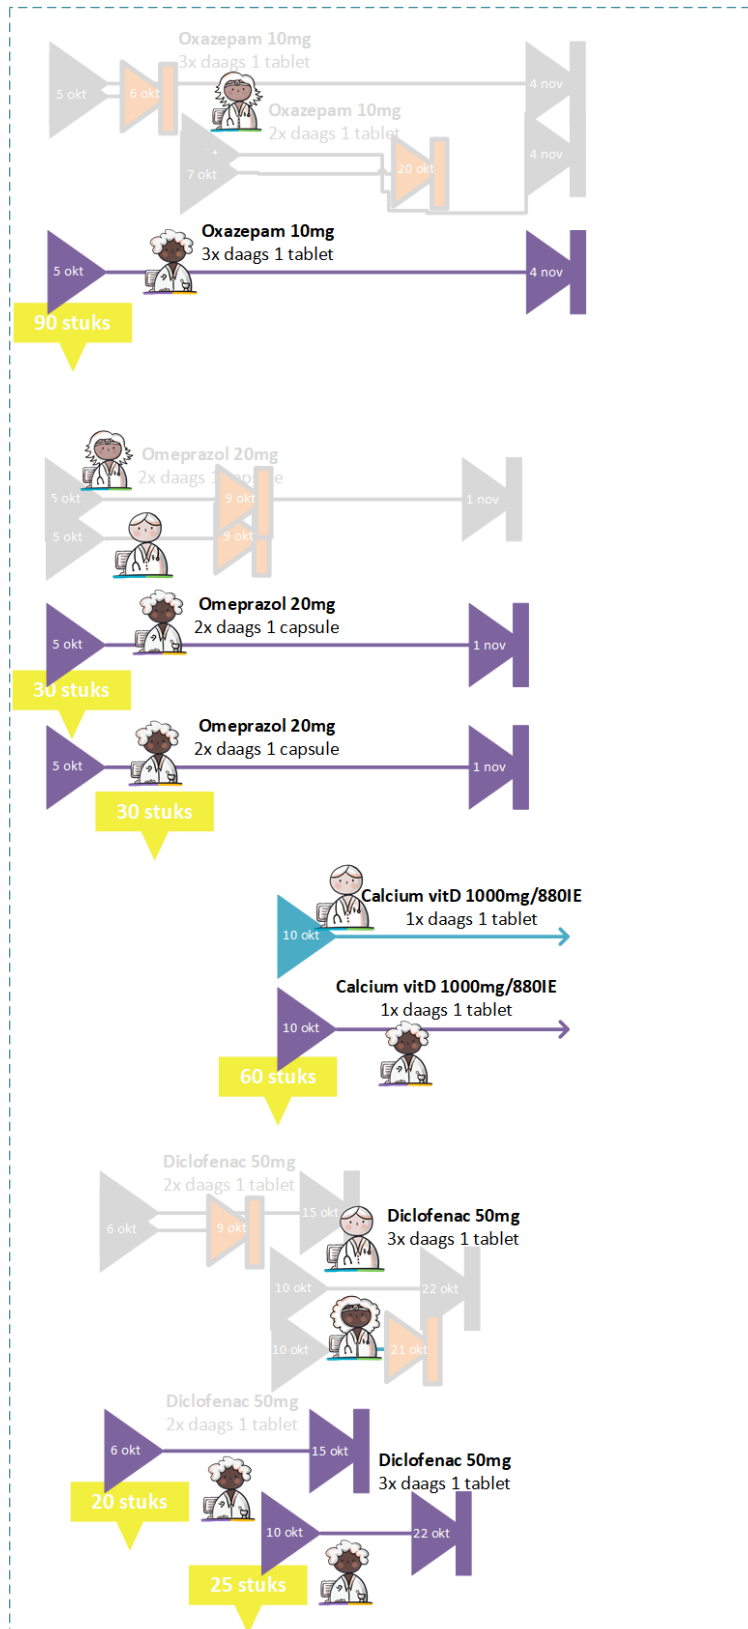 Oxazepam 10mg
3x daags 1 tablet
5 okt
6 okt
4 nov
Oxazepam 10mg
2x daags 1 tablet
7 okt
20 okt
4 nov
Oxazepam 10mg
3x daags 1 tablet
5 okt
4 nov
90 stuks
Omeprazol 20mg
2x daags 1 capsule
5 okt
9 okt
1 nov
5 okt
9 okt
Omeprazol 20mg
2x daags 1 capsule
5 okt
1 nov
30 stuks
Omeprazol 20mg
2x daags 1 capsule
5 okt
1 nov
30 stuks
Calcium vitD 1000mg/880IE
1x daags 1 tablet
10 okt
Calcium vitD 1000mg/880IE
1x daags 1 tablet
10 okt
60 stuks
Diclofenac 50mg
2x daags 1 tablet
6 okt
9 okt
15 okt
Diclofenac 50mg
3x daags 1 tablet
10 okt
22 okt
10 okt
21 okt
Diclofenac 50mg
2x daags 1 tablet
6 okt
15 okt
Diclofenac 50mg
3x daags 1 tablet
20 stuks
10 okt
22 okt
25 stuks